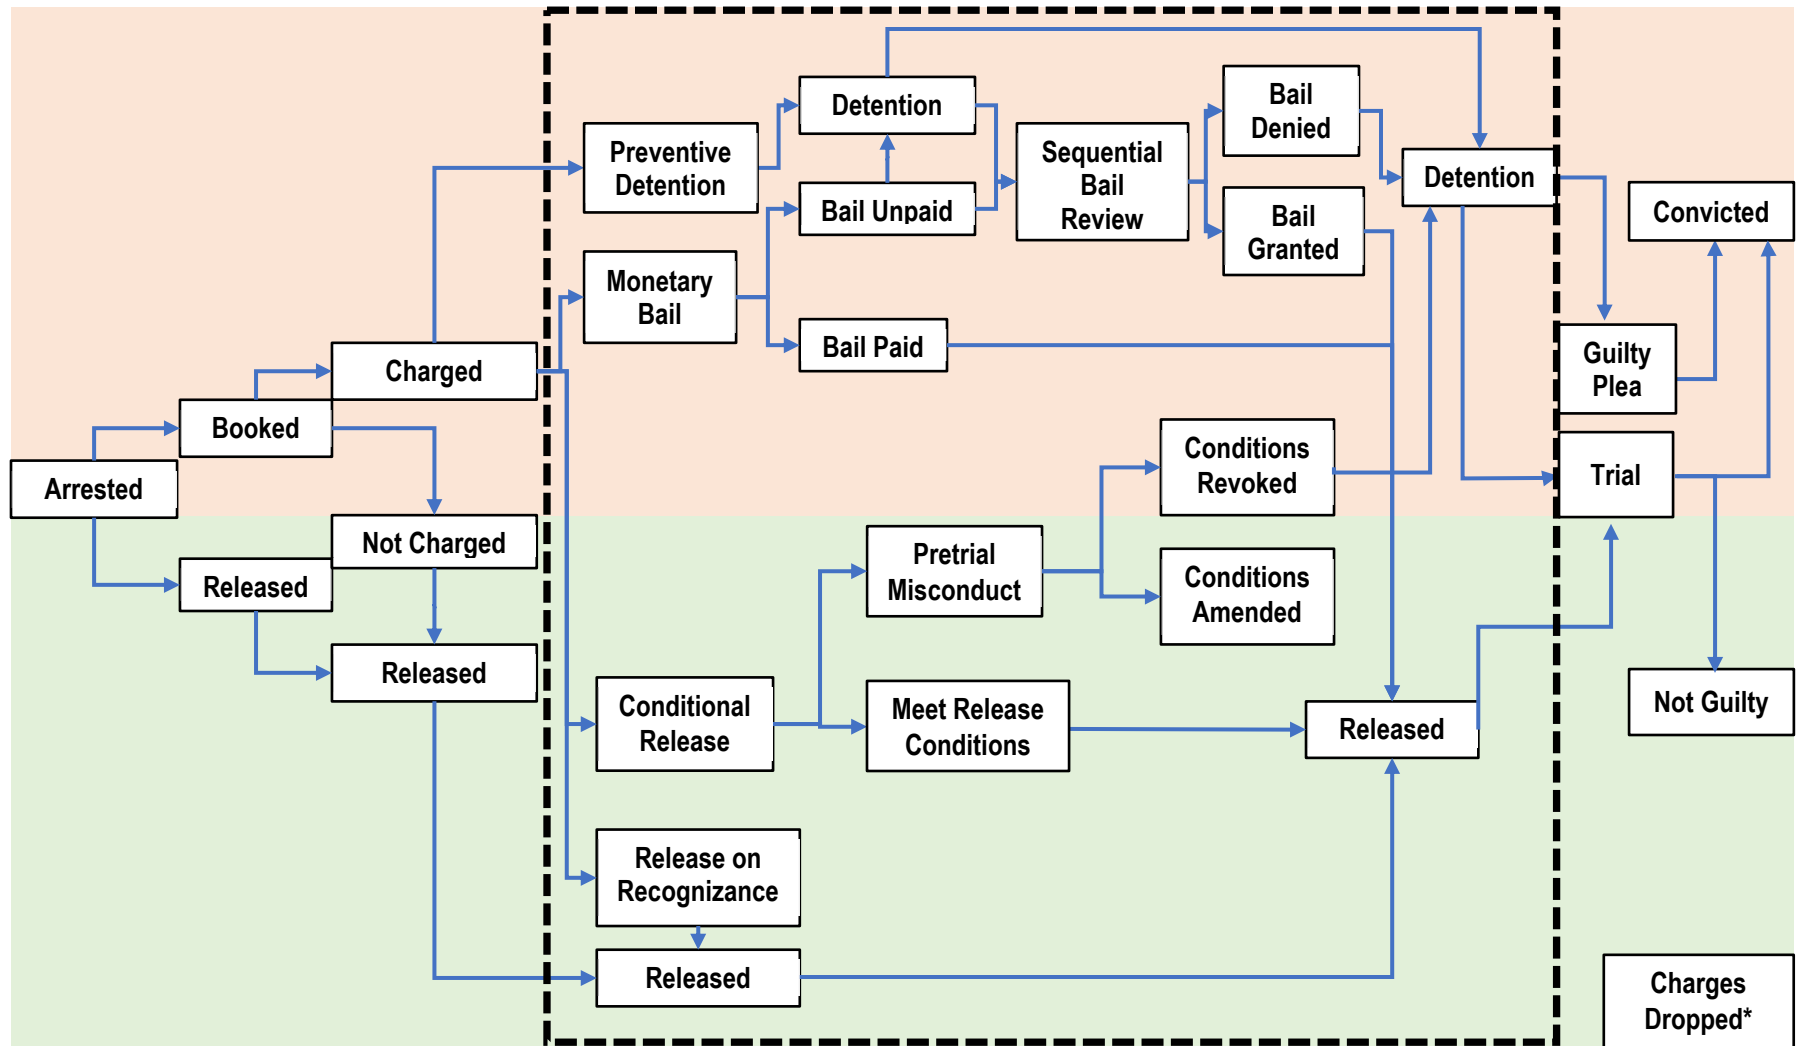 Arrested
Booked
Released
Charged
Not Charged
Released
Preventive
Detention
Monetary
Bail
Detention
Bail Unpaid
Bail Paid
Sequential
Bail
Review
Bail
Denied
Bail
Granted
Detention
Conditional
Release
Pretrial
Misconduct
Meet Release
Conditions
Conditions
Revoked
Conditions
Amended
Released
Release on
Recognizance
Released
Guilty
Plea
Trial
Convicted
Not Guilty
Charges
Dropped*